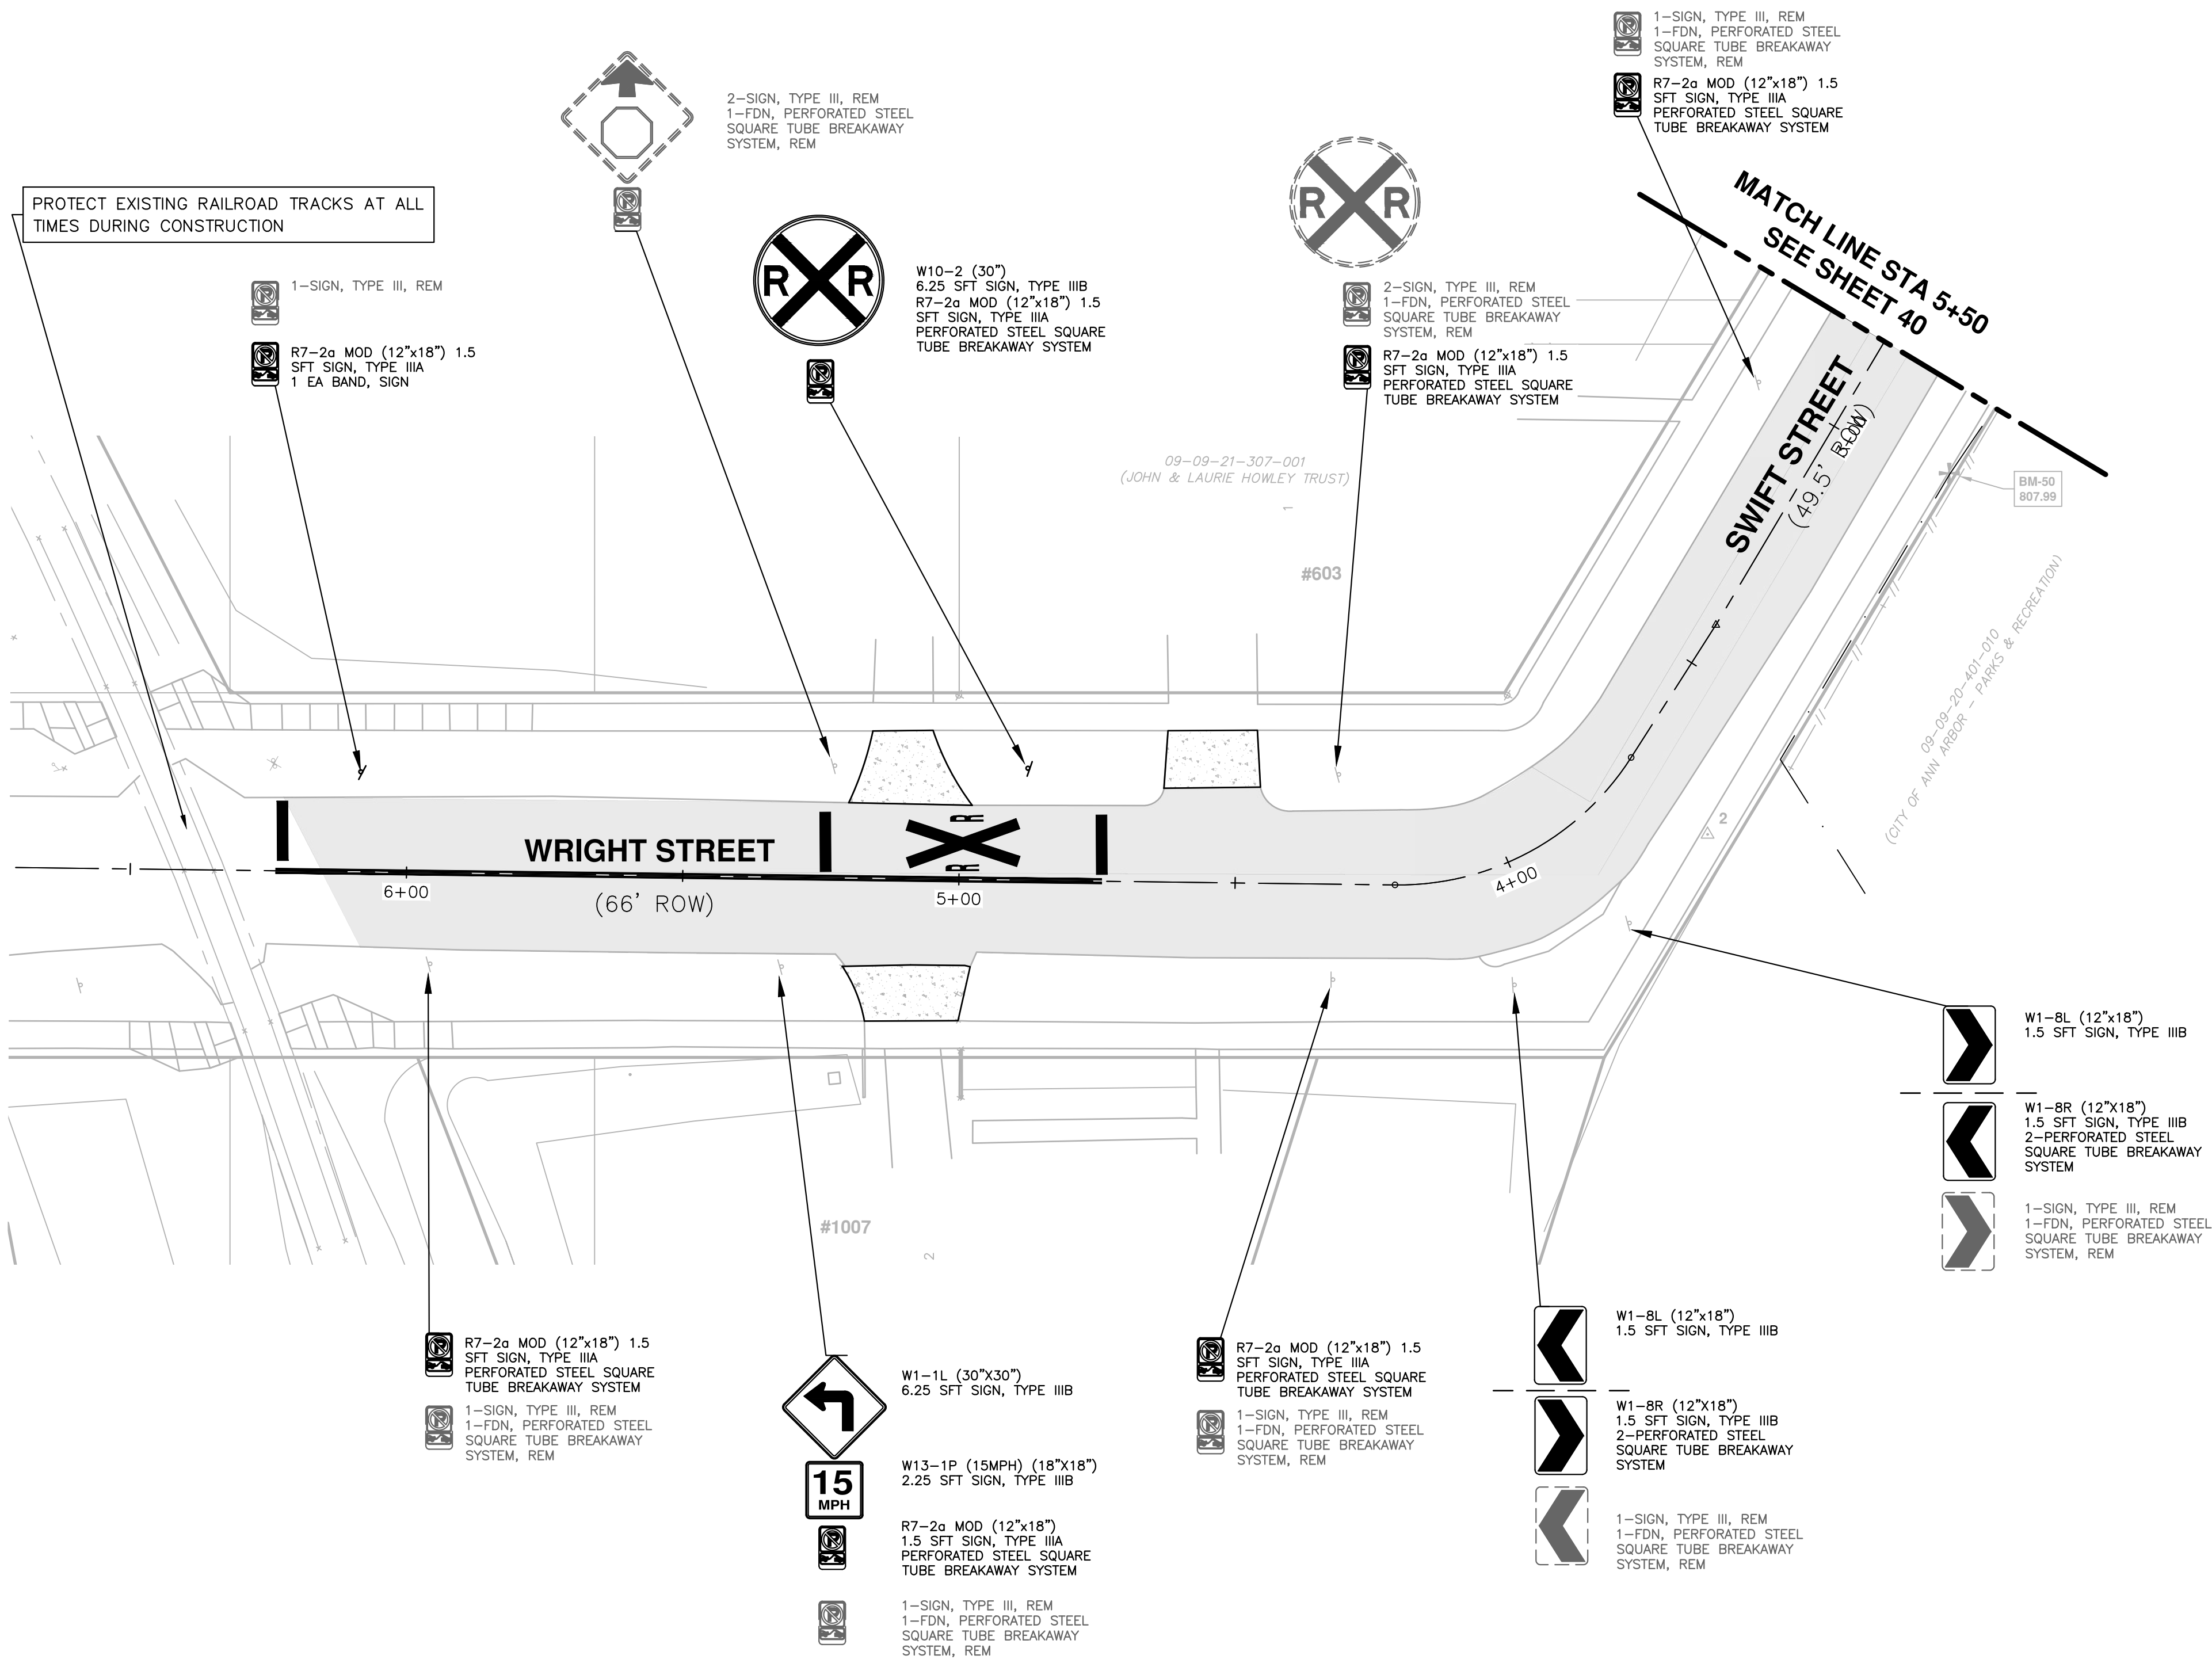 1-SIGN, TYPE III, REM
1-FDN, PERFORATED STEEL
SQUARE TUBE BREAKAWAY
SYSTEM, REM
R7-2a MOD (12"x18") 1.5
SFT SIGN, TYPE IIIA
PERFORATED STEEL SQUARE
TUBE BREAKAWAY SYSTEM
2-SIGN, TYPE III, REM
1-FDN, PERFORATED STEEL
SQUARE TUBE BREAKAWAY
SYSTEM, REM
PROTECT EXISTING RAILROAD TRACKS AT ALL
TIMES DURING CONSTRUCTION
1-SIGN, TYPE III, REM
R7-2a MOD (12"x18") 1.5
SFT SIGN, TYPE IIIA
1 EA BAND, SIGN
R R
W10-2 (30")
6.25 SFT SIGN, TYPE IIIB
R7-2a MOD (12"x18") 1.5
SFT SIGN, TYPE IIIA
PERFORATED STEEL SQUARE
TUBE BREAKAWAY SYSTEM
R R
2-SIGN, TYPE III, REM
1-FDN, PERFORATED STEEL
SQUARE TUBE BREAKAWAY
SYSTEM, REM
R7-2a MOD (12"x18") 1.5
SFT SIGN, TYPE IIIA
PERFORATED STEEL SQUARE
TUBE BREAKAWAY SYSTEM
MATCH LINE STA 5+50
SEE SHEET 40
SWIFT STREET
(49.5' ROW)
BM-50
807.99
09-09-21-307-001
(JOHN & LAURIE HOWLEY TRUST)
1
#603
09-09-20-401-010
(CITY OF ANN ARBOR - PARKS & RECREATION)
2
R
R
WRIGHT STREET
(66' ROW)
6+00
5+00
4+00
#1007
2
W1-8L (12"x18")
1.5 SFT SIGN, TYPE IIIB
W1-8R (12"X18")
1.5 SFT SIGN, TYPE IIIB
2-PERFORATED STEEL
SQUARE TUBE BREAKAWAY
SYSTEM
1-SIGN, TYPE III, REM
1-FDN, PERFORATED STEEL
SQUARE TUBE BREAKAWAY
SYSTEM, REM
R7-2a MOD (12"x18") 1.5
SFT SIGN, TYPE IIIA
PERFORATED STEEL SQUARE
TUBE BREAKAWAY SYSTEM
1-SIGN, TYPE III, REM
1-FDN, PERFORATED STEEL
SQUARE TUBE BREAKAWAY
SYSTEM, REM
W1-1L (30"X30")
6.25 SFT SIGN, TYPE IIIB
15
MPH
W13-1P (15MPH) (18"X18")
2.25 SFT SIGN, TYPE IIIB
R7-2a MOD (12"x18")
1.5 SFT SIGN, TYPE IIIA
PERFORATED STEEL SQUARE
TUBE BREAKAWAY SYSTEM
1-SIGN, TYPE III, REM
1-FDN, PERFORATED STEEL
SQUARE TUBE BREAKAWAY
SYSTEM, REM
R7-2a MOD (12"x18") 1.5
SFT SIGN, TYPE IIIA
PERFORATED STEEL SQUARE
TUBE BREAKAWAY SYSTEM
1-SIGN, TYPE III, REM
1-FDN, PERFORATED STEEL
SQUARE TUBE BREAKAWAY
SYSTEM, REM
W1-8L (12"x18")
1.5 SFT SIGN, TYPE IIIB
W1-8R (12"X18")
1.5 SFT SIGN, TYPE IIIB
2-PERFORATED STEEL
SQUARE TUBE BREAKAWAY
SYSTEM
1-SIGN, TYPE III, REM
1-FDN, PERFORATED STEEL
SQUARE TUBE BREAKAWAY
SYSTEM, REM